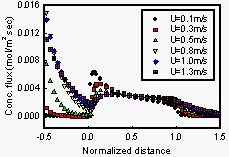 0.016
0.012
0.008
0.004
0.000
Conc. flux (mol/m² sec)
U=0.1m/s
U=0.3m/s
U=0.5m/s
U=0.8m/s
U=1.0m/s
U=1.3m/s
-0.5 0.0 0.5 1.0 1.5
Normalized distance